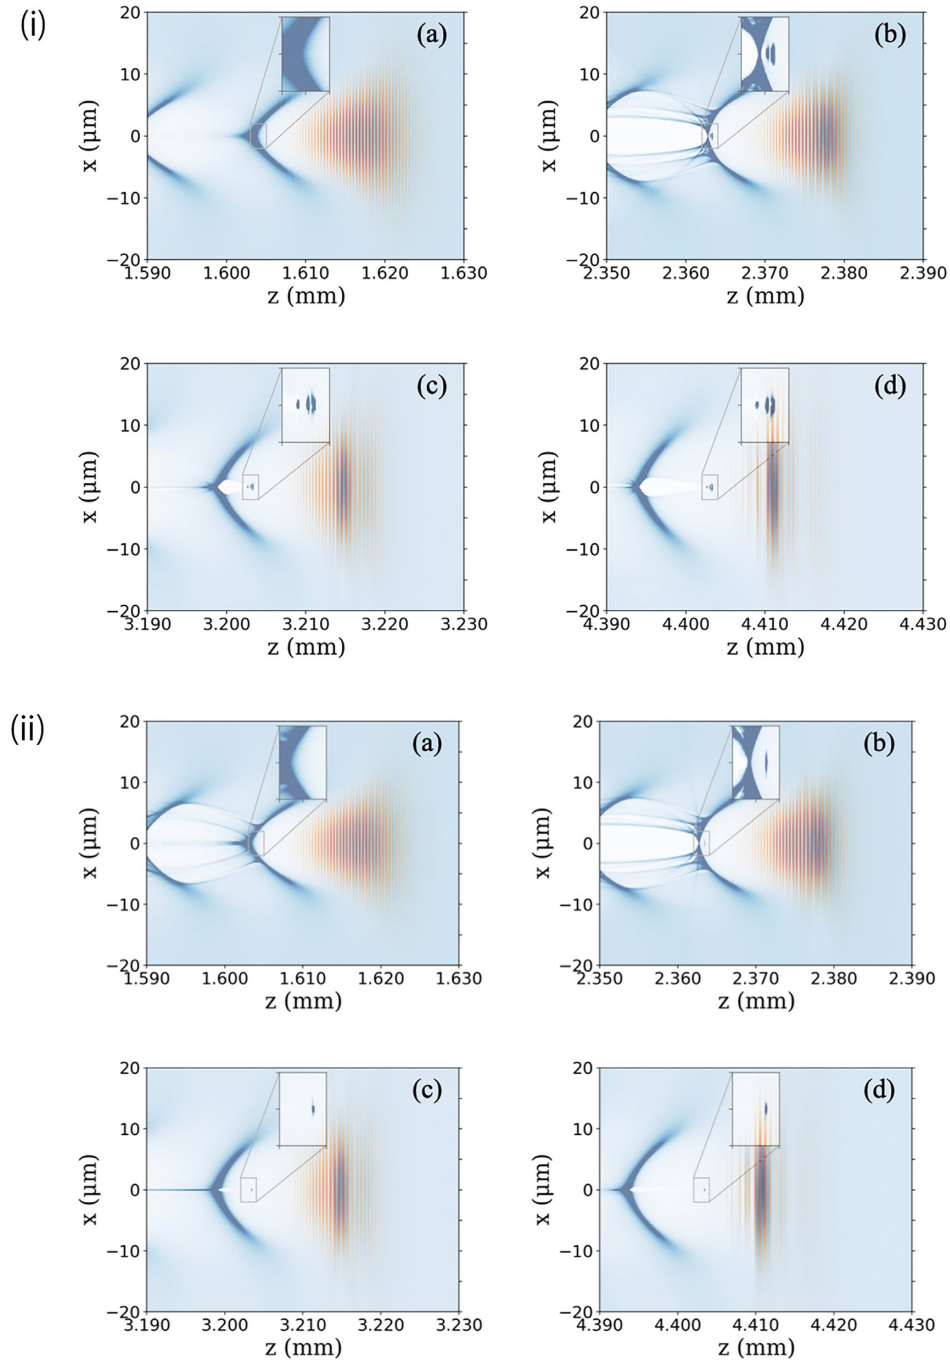 (i)
(a)
20
10
0
−10
−20
x (μm)
1.590 1.600 1.610 1.620 1.630
z (mm)
(b)
20
10
0
−10
−20
x (μm)
2.350 2.360 2.370 2.380 2.390
z (mm)
(c)
20
10
0
−10
−20
x (μm)
3.190 3.200 3.210 3.220 3.230
z (mm)
(d)
20
10
0
−10
−20
x (μm)
4.390 4.400 4.410 4.420 4.430
z (mm)
(ii)
(a)
20
10
0
−10
−20
x (μm)
1.590 1.600 1.610 1.620 1.630
z (mm)
(b)
20
10
0
−10
−20
x (μm)
2.350 2.360 2.370 2.380 2.390
z (mm)
(c)
20
10
0
−10
−20
x (μm)
3.190 3.200 3.210 3.220 3.230
z (mm)
(d)
20
10
0
−10
−20
x (μm)
4.390 4.400 4.410 4.420 4.430
z (mm)